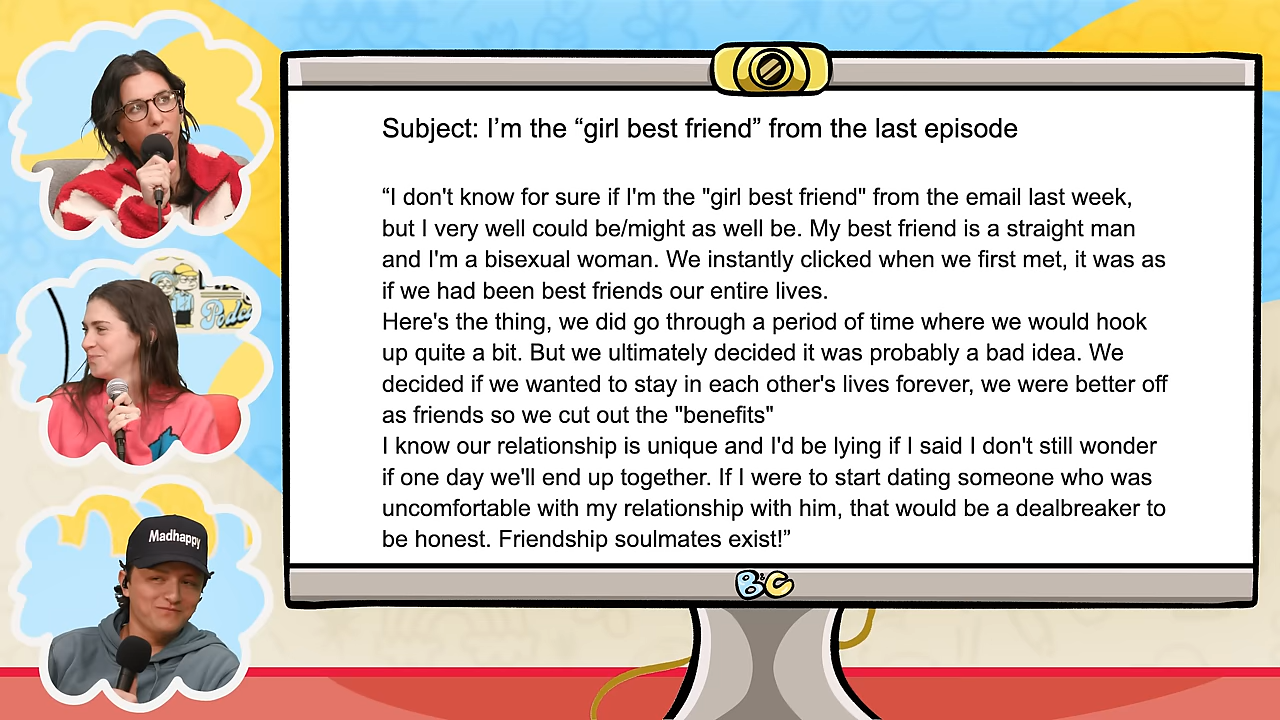 Subject: I’m the “girl best friend” from the last episode
“I don't know for sure if I'm the "girl best friend" from the email last week,
but I very well could be/might as well be. My best friend is a straight man
and I'm a bisexual woman. We instantly clicked when we first met, it was as
if we had been best friends our entire lives.
Here's the thing, we did go through a period of time where we would hook
up quite a bit. But we ultimately decided it was probably a bad idea. We
decided if we wanted to stay in each other's lives forever, we were better off
as friends so we cut out the "benefits"
I know our relationship is unique and I'd be lying if I said I don't still wonder
if one day we'll end up together. If I were to start dating someone who was
uncomfortable with my relationship with him, that would be a dealbreaker to
be honest. Friendship soulmates exist!”
B&C
Madhappy